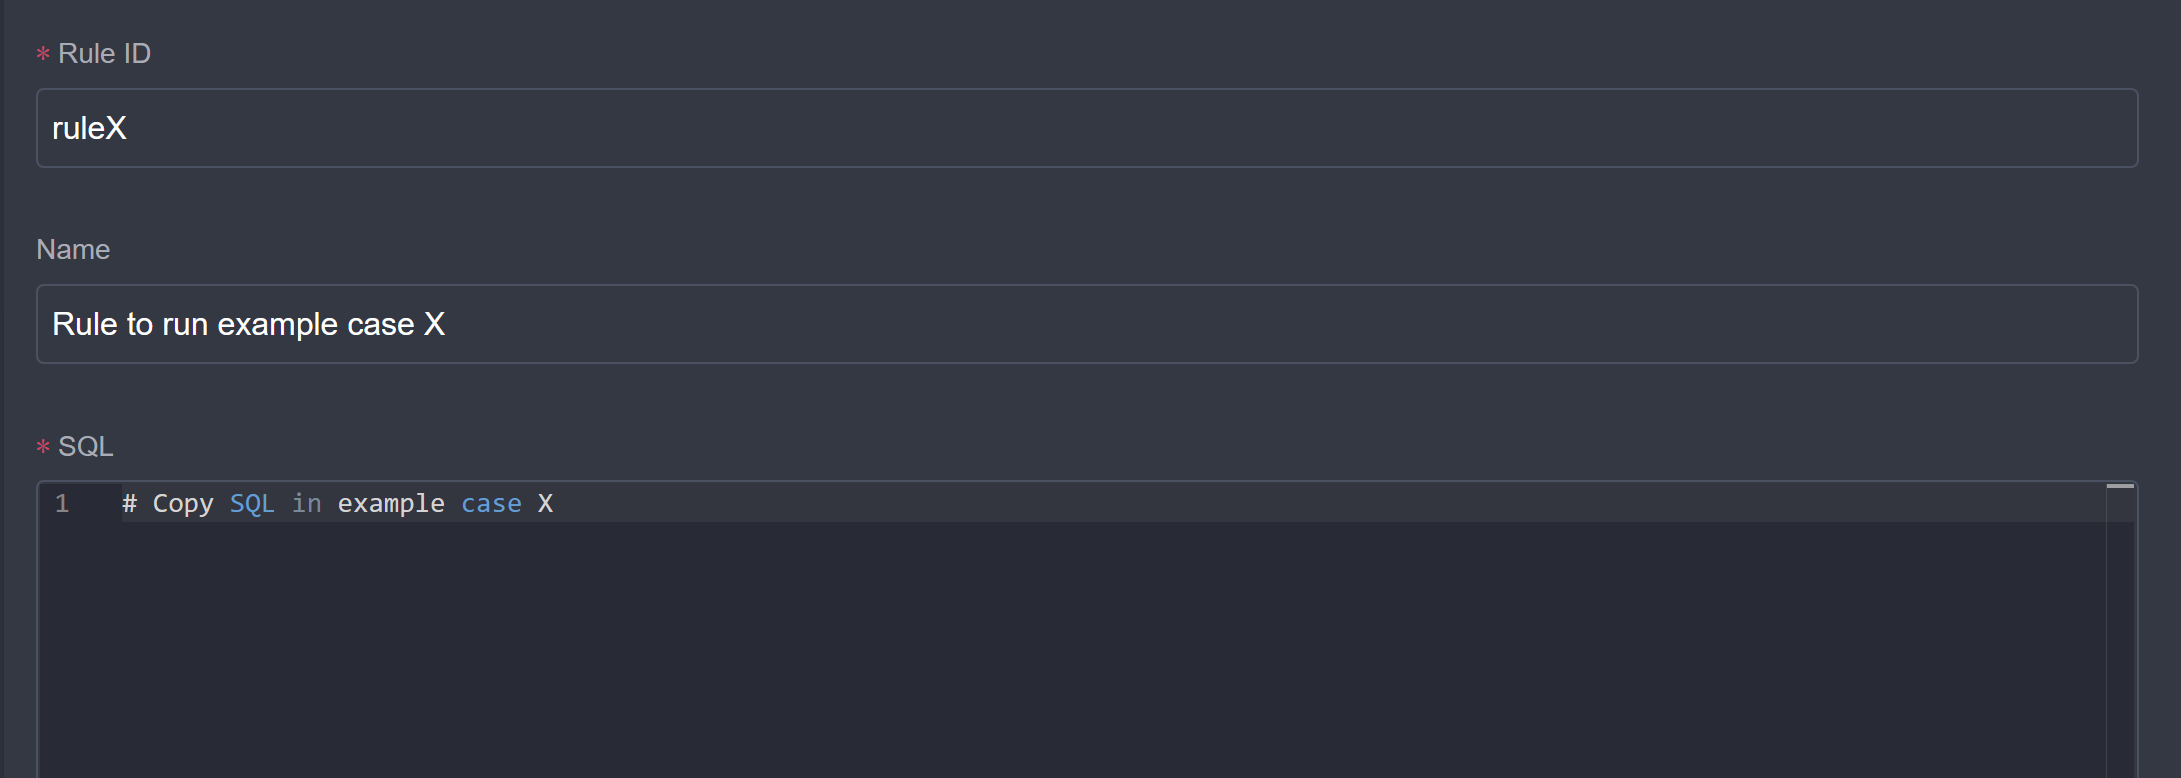 * Rule ID
ruleX
Name
Rule to run example case X
* SQL
1 # Copy SQL in example case X